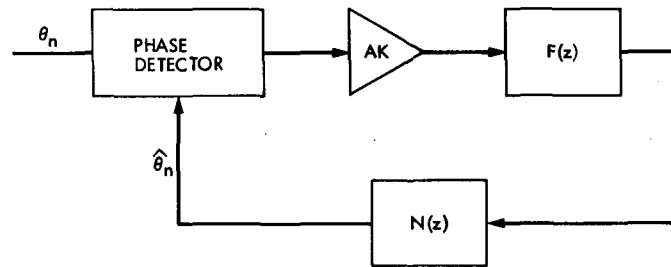 θn
PHASE
DETECTOR
AK
F(z)
θ̂n
N(z)